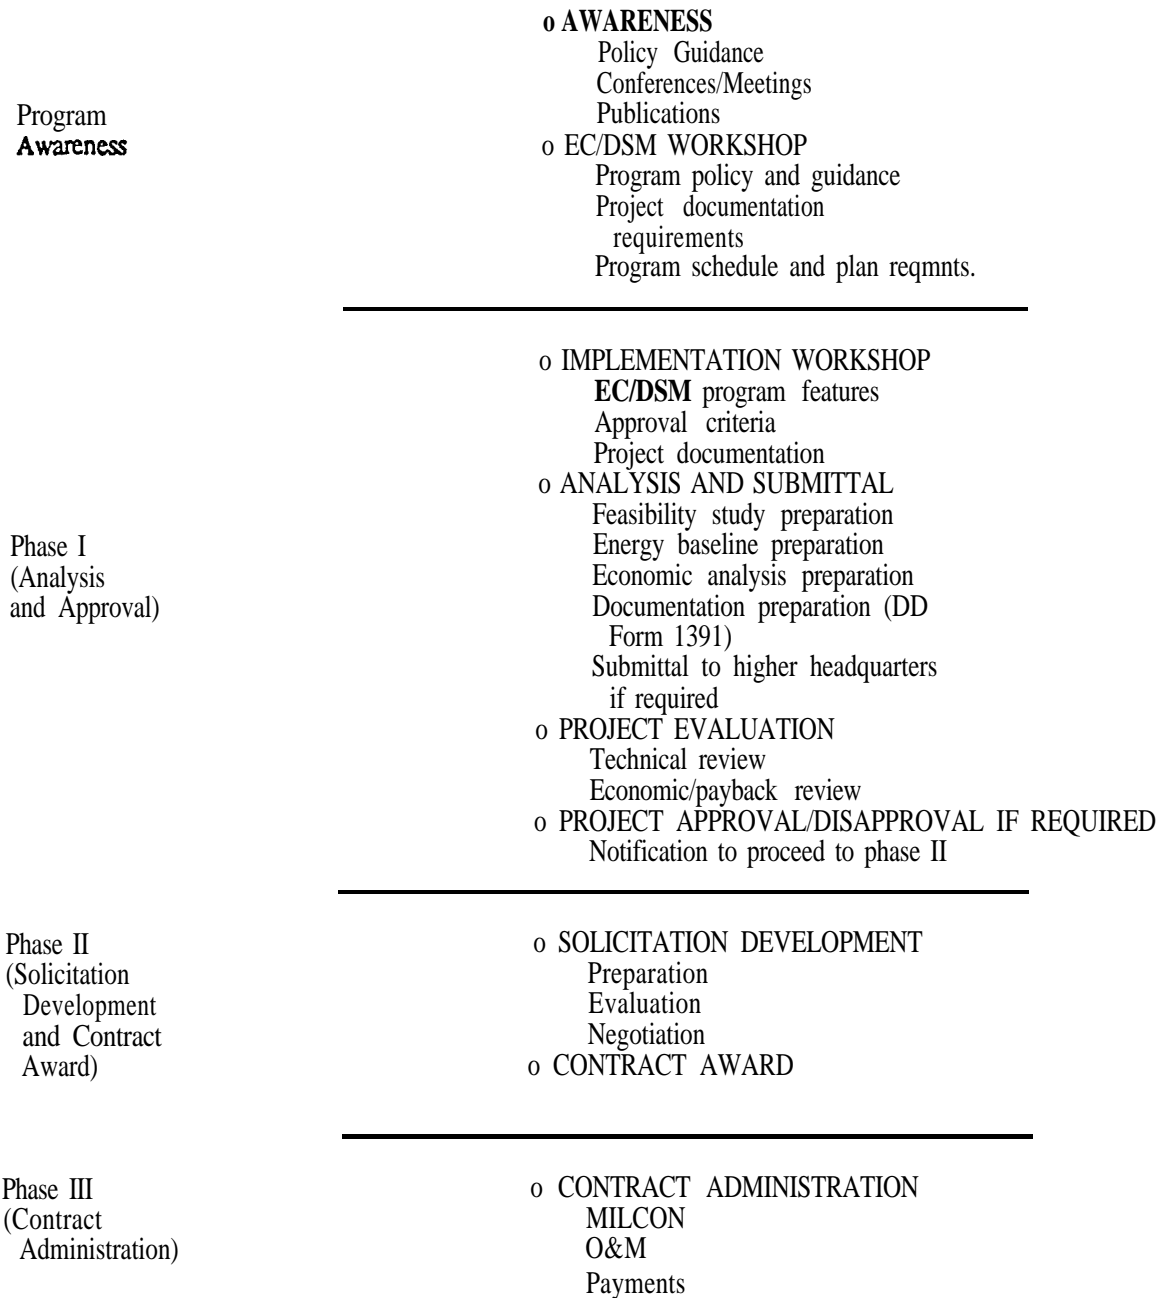 o AWARENESS
Policy Guidance
Conferences/Meetings
Publications
Program
Awareness
o EC/DSM WORKSHOP
Program policy and guidance
Project documentation
requirements
Program schedule and plan reqmnts.
o IMPLEMENTATION WORKSHOP
EC/DSM program features
Approval criteria
Project documentation
o ANALYSIS AND SUBMITTAL
Feasibility study preparation
Phase I
(Analysis
and Approval)
Energy baseline preparation
Economic analysis preparation
Documentation preparation (DD
Form 1391)
Submittal to higher headquarters
if required
o PROJECT EVALUATION
Technical review
Economic/payback review
o PROJECT APPROVAL/DISAPPROVAL IF REQUIRED
Notification to proceed to phase II
Phase II
(Solicitation
Development
and Contract
Award)
o SOLICITATION DEVELOPMENT
Preparation
Evaluation
Negotiation
o CONTRACT AWARD
Phase III
(Contract
Administration)
o CONTRACT ADMINISTRATION
MILCON
O&M
Payments